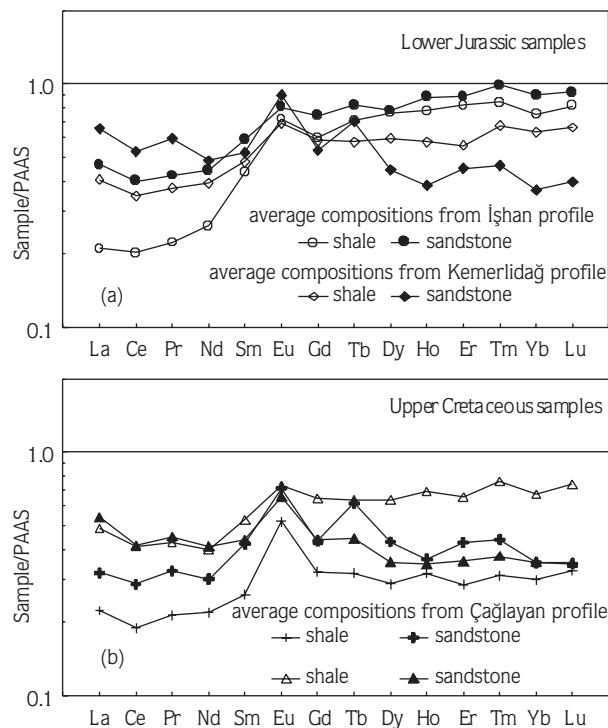 Lower Jurassic samples
1.0
Sample/PAAS
average compositions from İşhan profile
shale sandstone
average compositions from Kemerlidağ profile
shale sandstone
(a)
0.1
La Ce Pr Nd Sm Eu Gd Tb Dy Ho Er Tm Yb Lu
Upper Cretaceous samples
1.0
Sample/PAAS
average compositions from Çağlayan profile
shale sandstone
shale sandstone
(b)
0.1
La Ce Pr Nd Sm Eu Gd Tb Dy Ho Er Tm Yb Lu